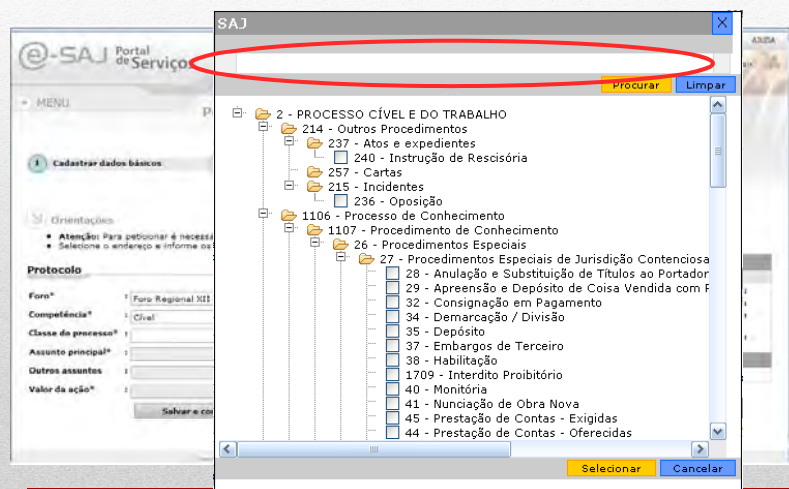 SAJ
X
Procurar Limpar
2 - PROCESSO CÍVEL E DO TRABALHO
214 - Outros Procedimentos
237 - Atos e expedientes
240 - Instrução de Rescisória
257 - Cartas
215 - Incidentes
236 - Oposição
1106 - Processo de Conhecimento
1107 - Procedimento de Conhecimento
26 - Procedimentos Especiais
27 - Procedimentos Especiais de Jurisdição Contenciosa
28 - Anulação e Substituição de Títulos ao Portador
29 - Apreensão e Depósito de Coisa Vendida com
32 - Consignação em Pagamento
34 - Demarcação / Divisão
35 - Depósito
37 - Embargos de Terceiro
38 - Habilitação
1709 - Interdito Proibitório
40 - Monitória
41 - Nunciação de Obra Nova
45 - Prestação de Contas - Exigidas
44 - Prestação de Contas - Oferecidas
Selecionar Cancelar
e-SAJ Portal de Serviços
MENU
P
AJUDA
1 Cadastrar dados básicos
Orientações
• Atenção: Para peticionar é necessá
• Selecione o endereço e informe os
Protocolo
Foro* : Foro Regional XII
Competência* : Cível
Classe do processo* :
Assunto principal* :
Outros assuntos :
Valor da ação* :
Salvar e co